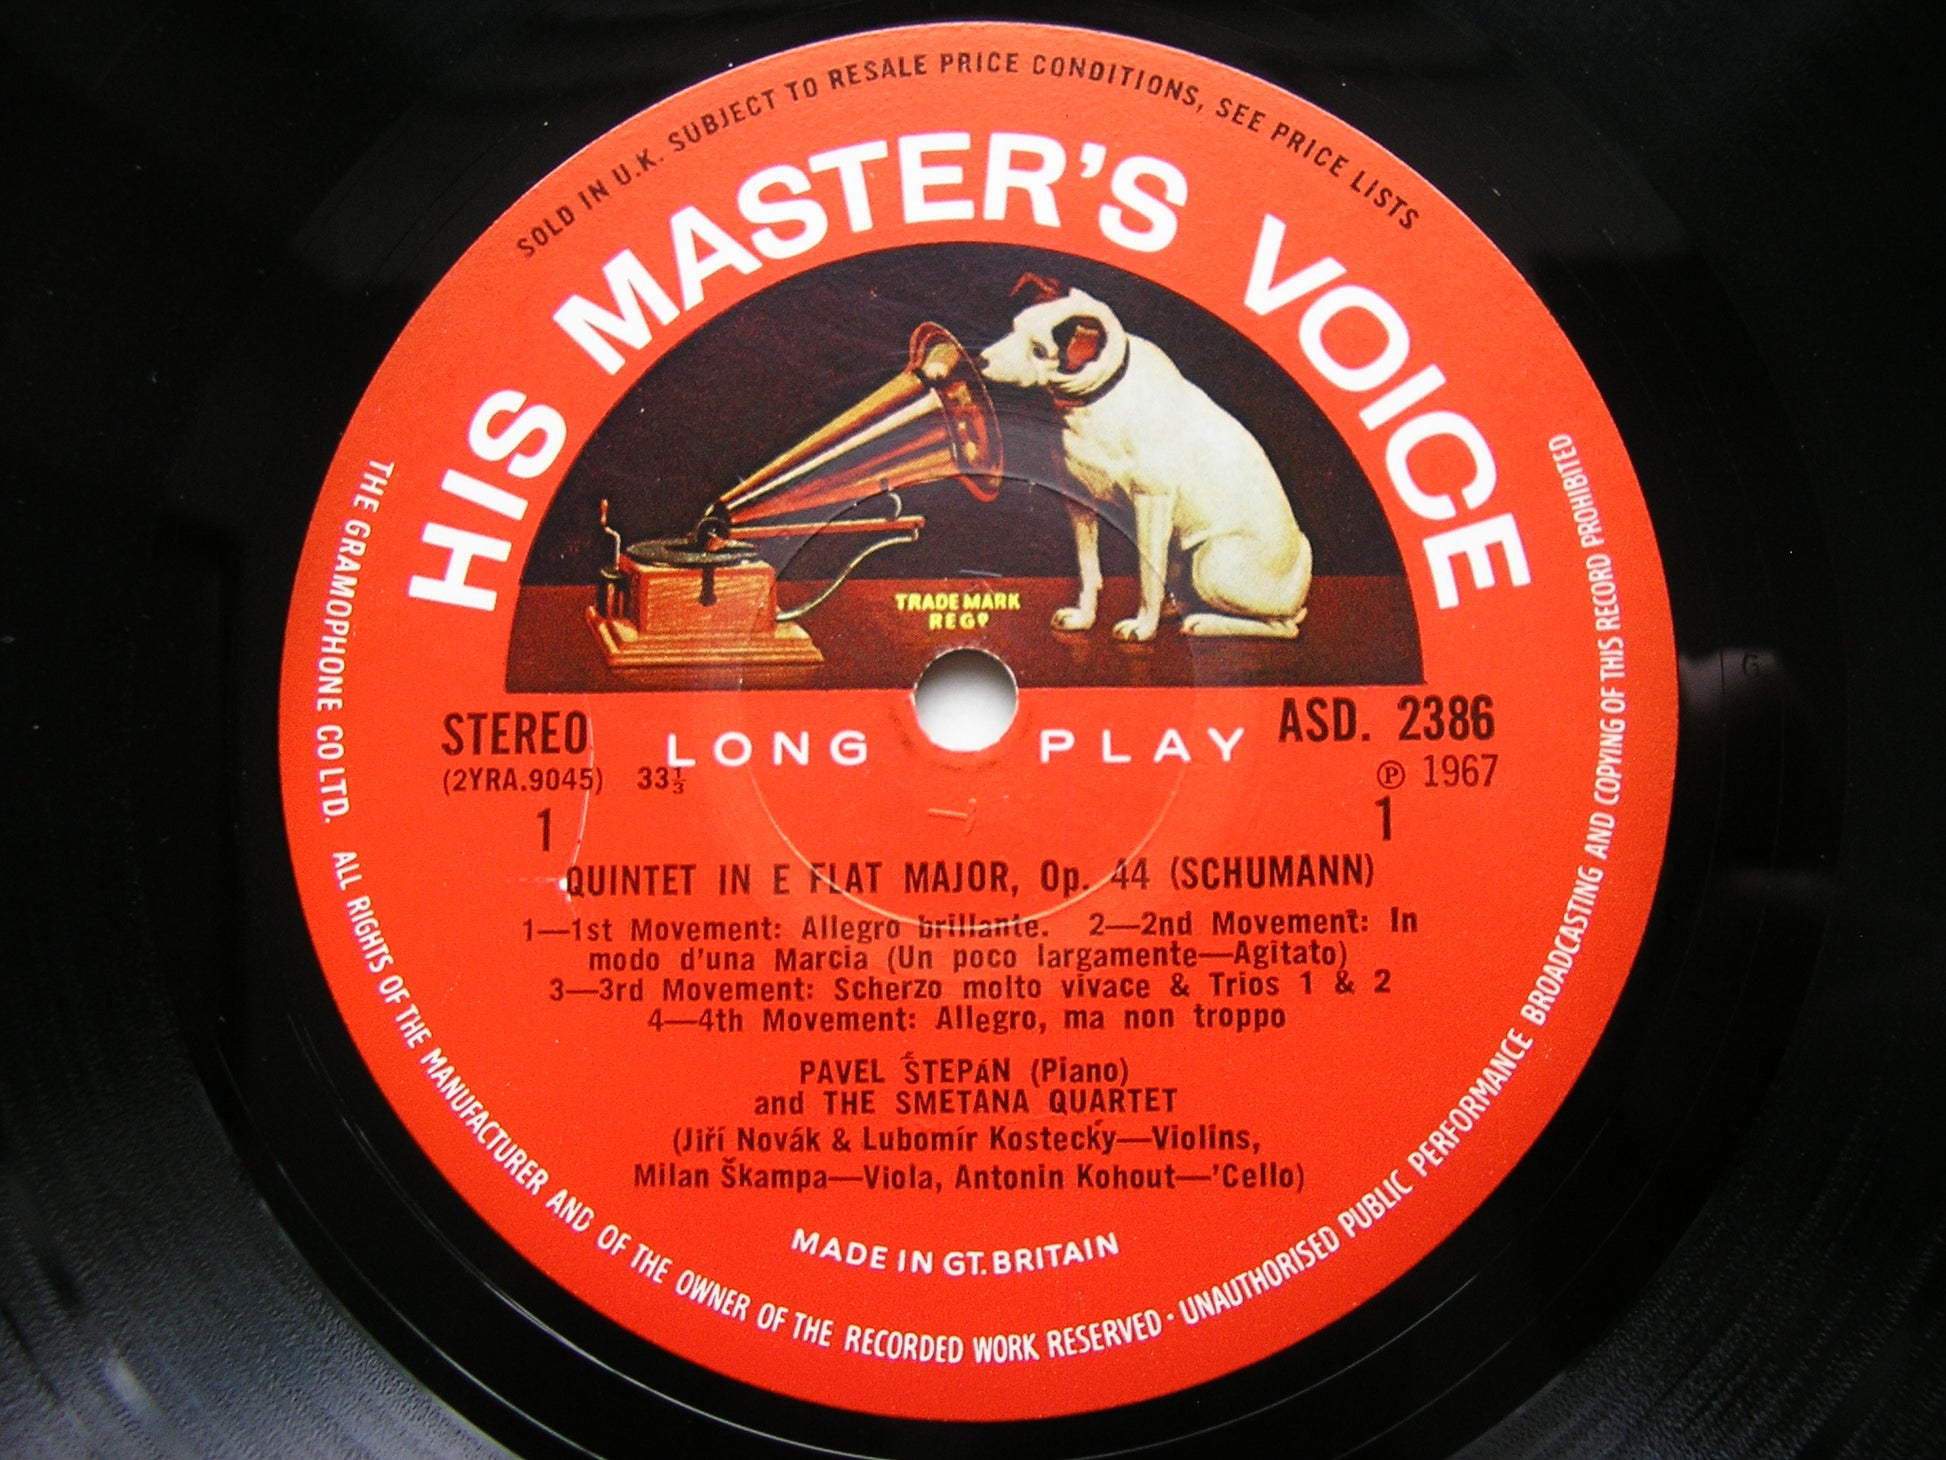 SOLD IN U.K. SUBJECT TO RESALE PRICE CONDITIONS, SEE PRICE LISTS
HIS MASTER'S VOICE
TRADE MARK
REGD
STEREO
LONG PLAY
ASD. 2386
(2YRA.9045) 33⅓
℗ 1967
1
1
QUINTET IN E FLAT MAJOR, Op. 44 (SCHUMANN)
1—1st Movement: Allegro brillante. 2—2nd Movement: In
modo d'una Marcia (Un poco largamente—Agitato)
3—3rd Movement: Scherzo molto vivace & Trios 1 & 2
4—4th Movement: Allegro, ma non troppo
PAVEL ŠTEPÁN (Piano)
and THE SMETANA QUARTET
(Jiří Novák & Lubomír Kostecký—Violins,
Milan Škampa—Viola, Antonin Kohout—'Cello)
MADE IN GT. BRITAIN
THE GRAMOPHONE CO LTD. ALL RIGHTS OF THE MANUFACTURER AND OF THE OWNER OF THE RECORDED WORK RESERVED · UNAUTHORISED PUBLIC PERFORMANCE BROADCASTING AND COPYING OF THIS RECORD PROHIBITED
G